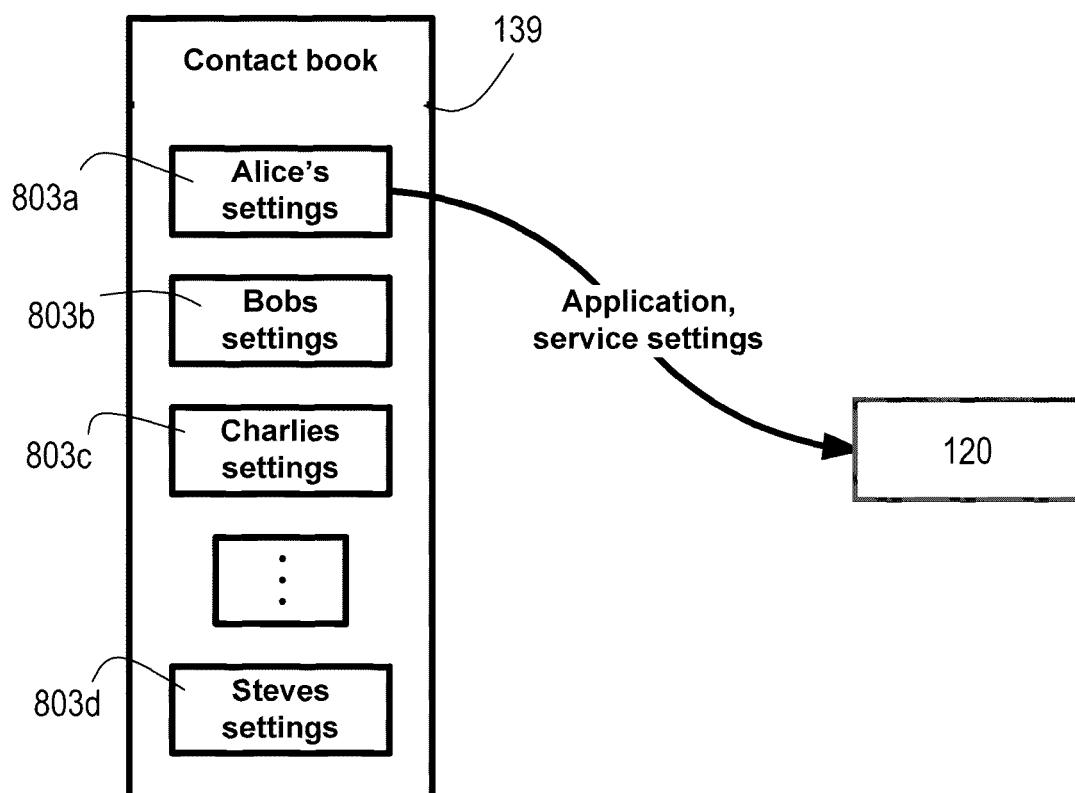 139
Contact book
803a
Alice's
settings
803b
Bobs
settings
Application,
service settings
803c
Charlies
settings
120
803d
Steves
settings